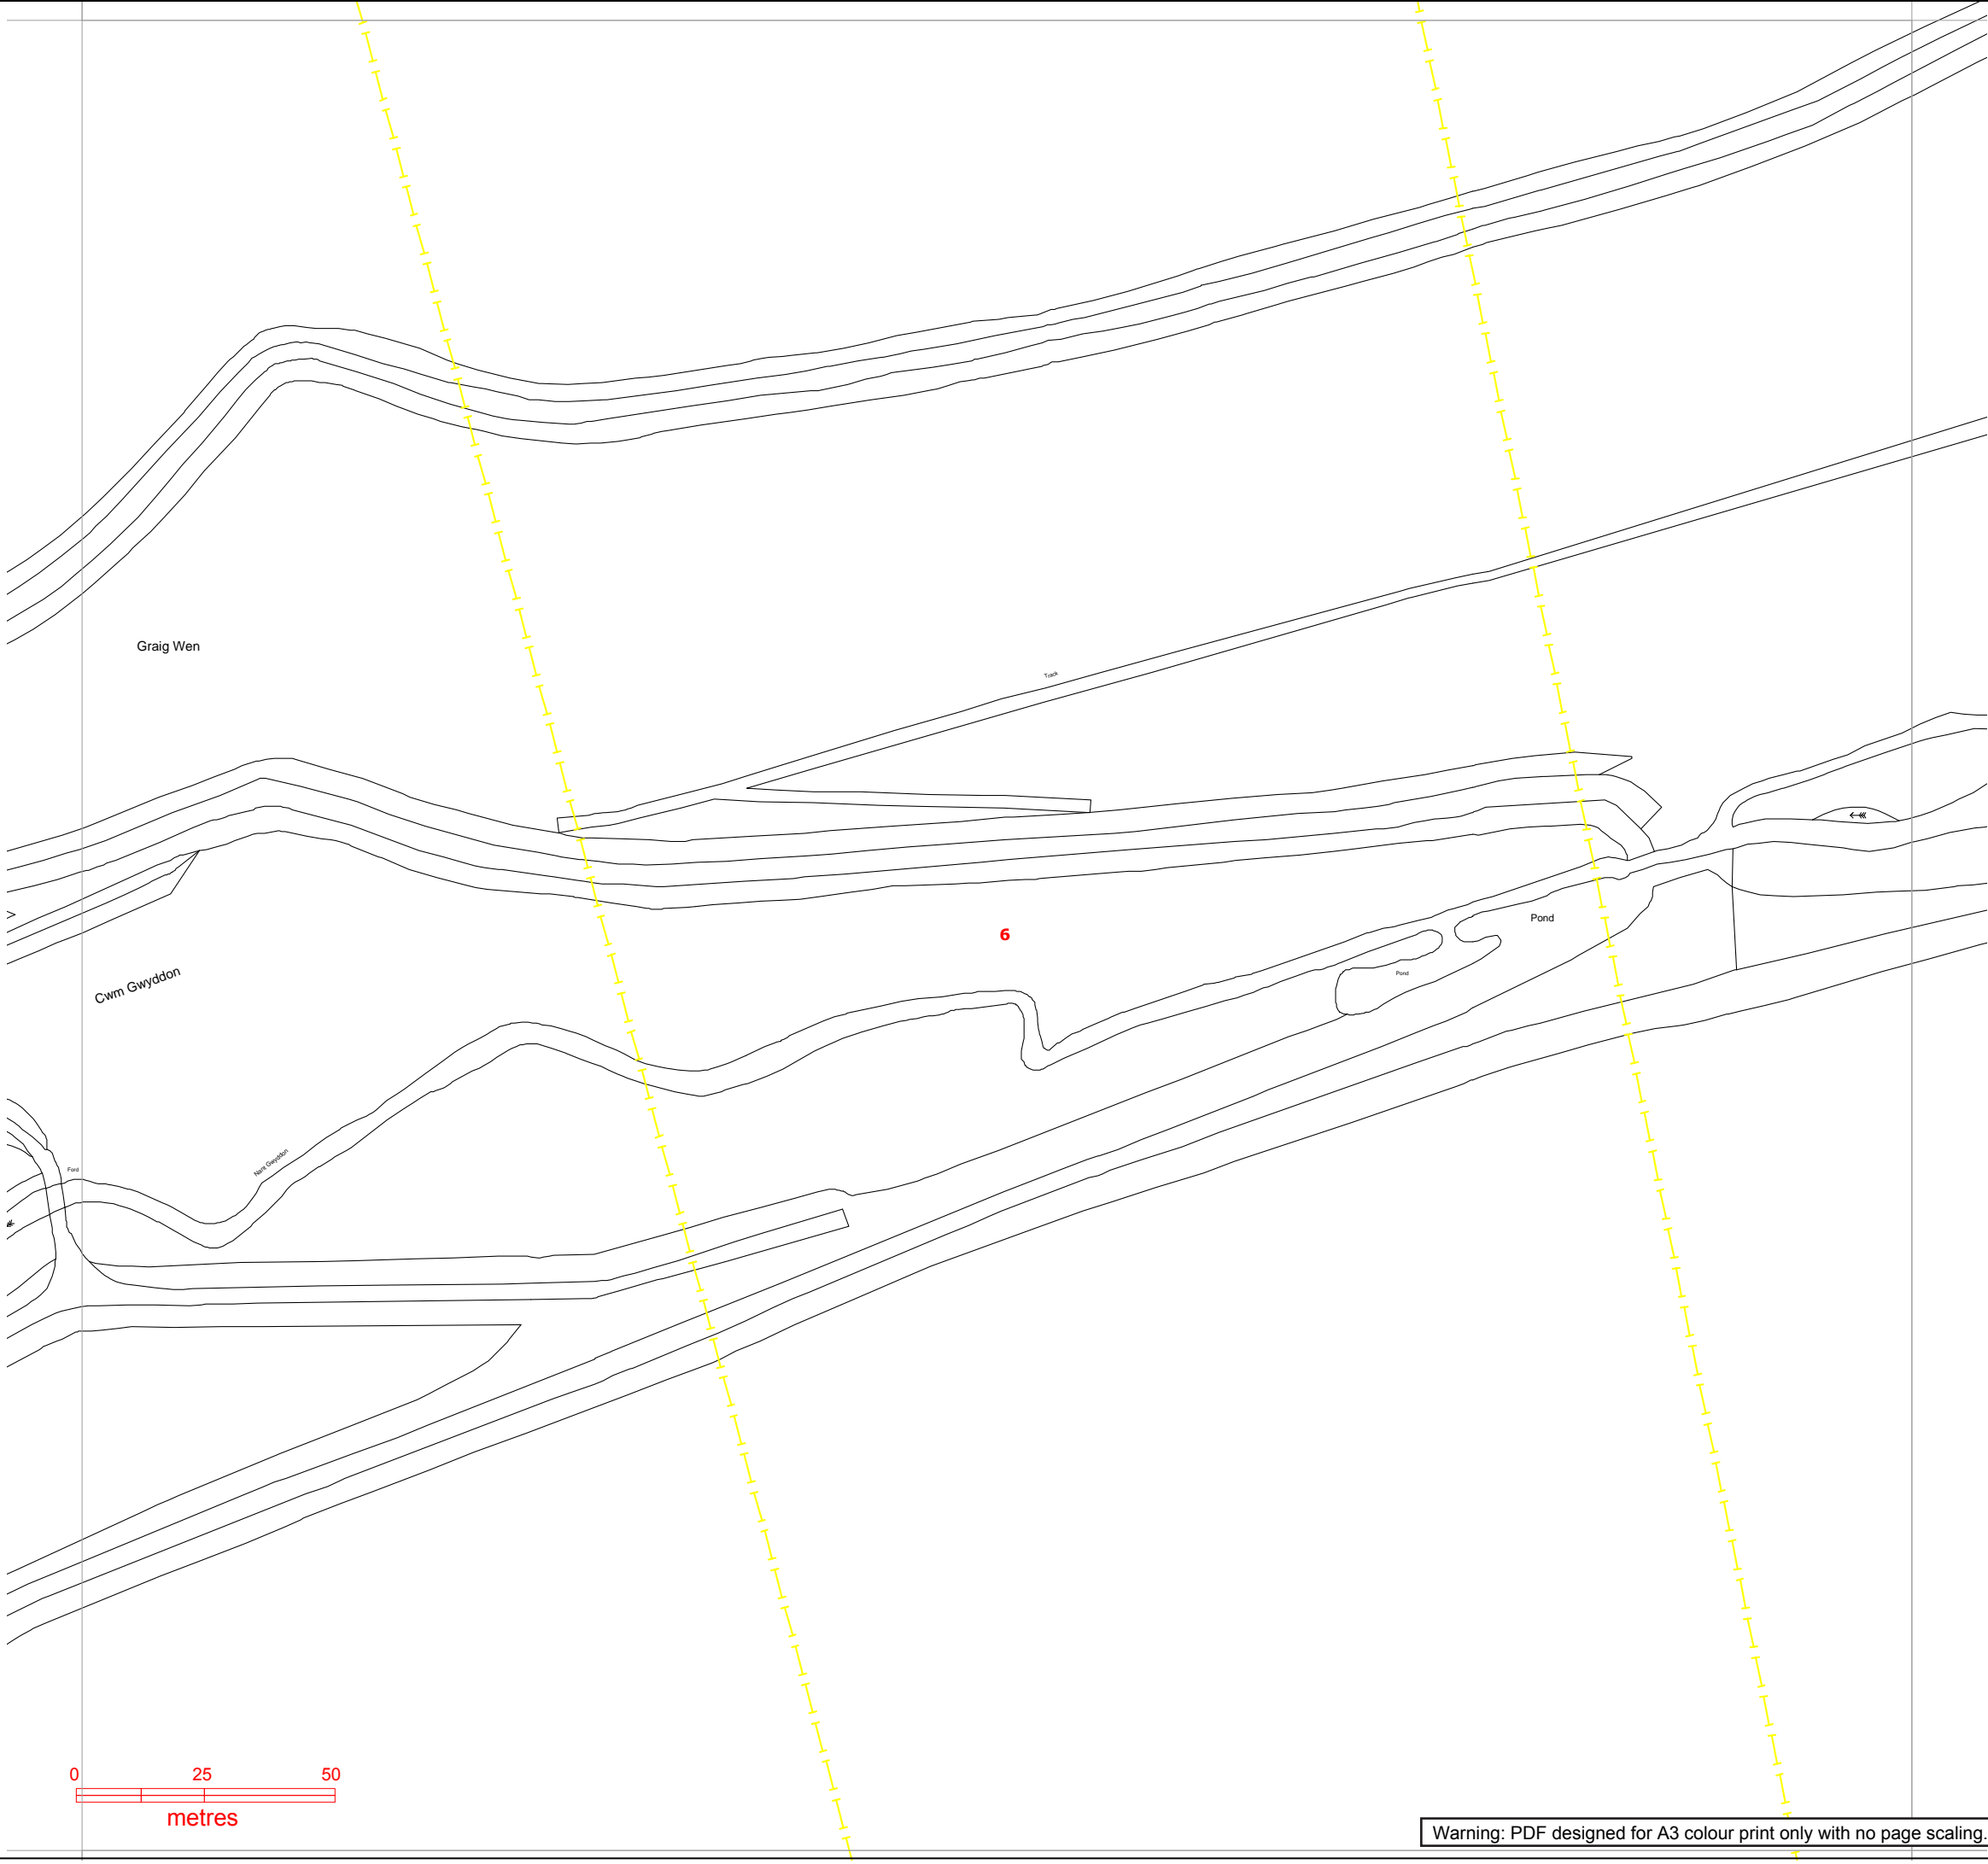 Graig Wen
Track
Pond
6
Pond
Cwm Gwyddon
Nant Gwyddon
Ford
0 25 50
metres
Warning: PDF designed for A3 colour print only with no page scaling.